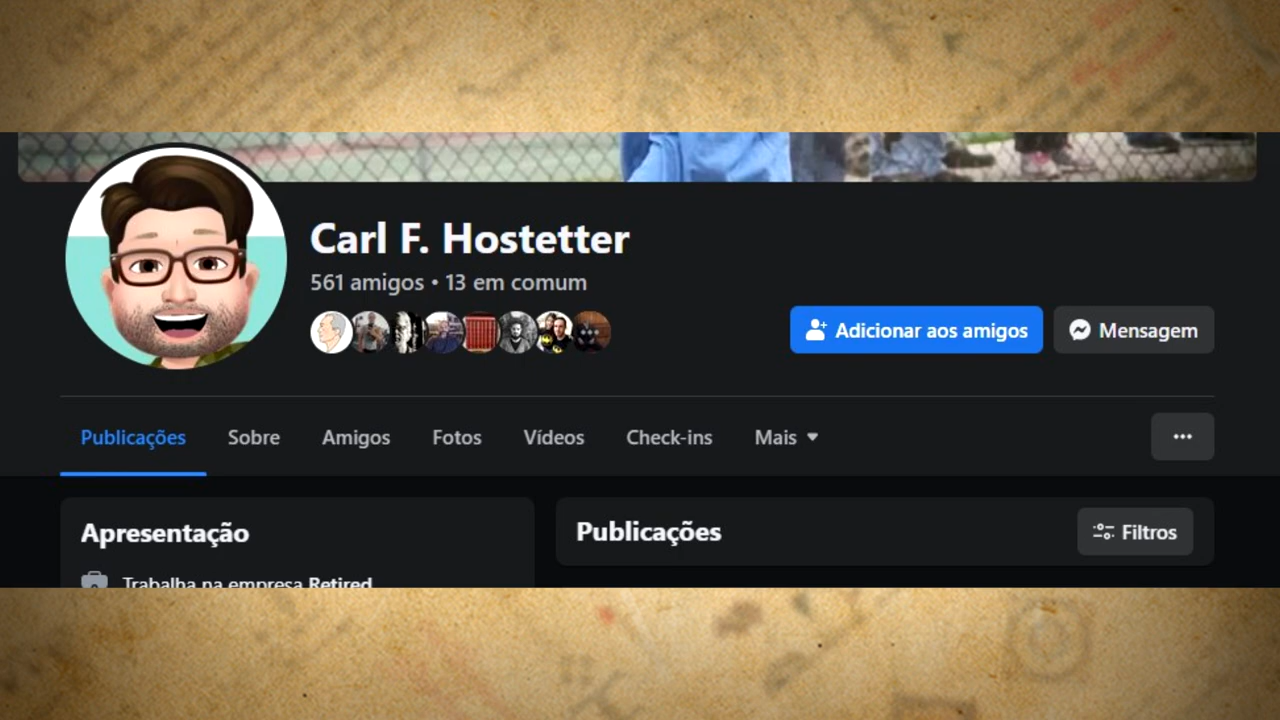 Carl F. Hostetter
561 amigos • 13 em comum
Adicionar aos amigos
Mensagem
Publicações Sobre Amigos Fotos Vídeos Check-ins Mais
Apresentação
Publicações
Filtros
Trabalha na empresa Retired